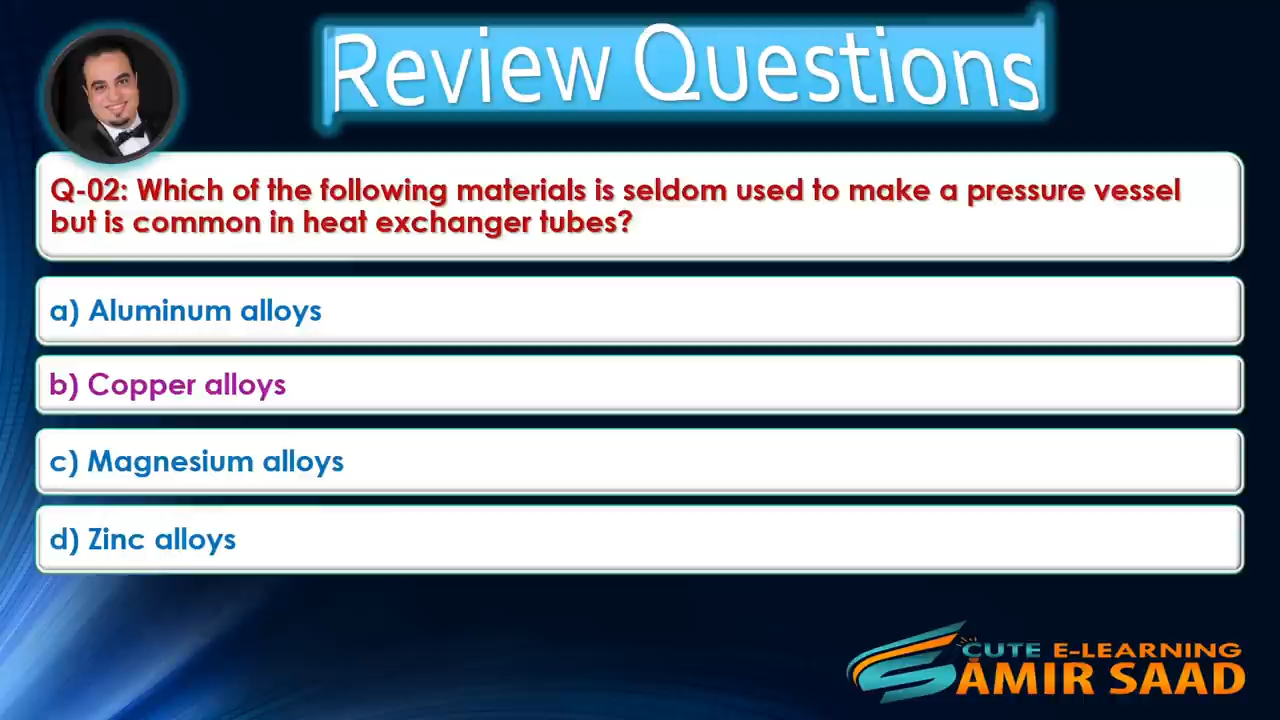 Review Questions
Q-02: Which of the following materials is seldom used to make a pressure vessel
but is common in heat exchanger tubes?
a) Aluminum alloys
b) Copper alloys
c) Magnesium alloys
d) Zinc alloys
CUTE E-LEARNING
AMIR SAAD